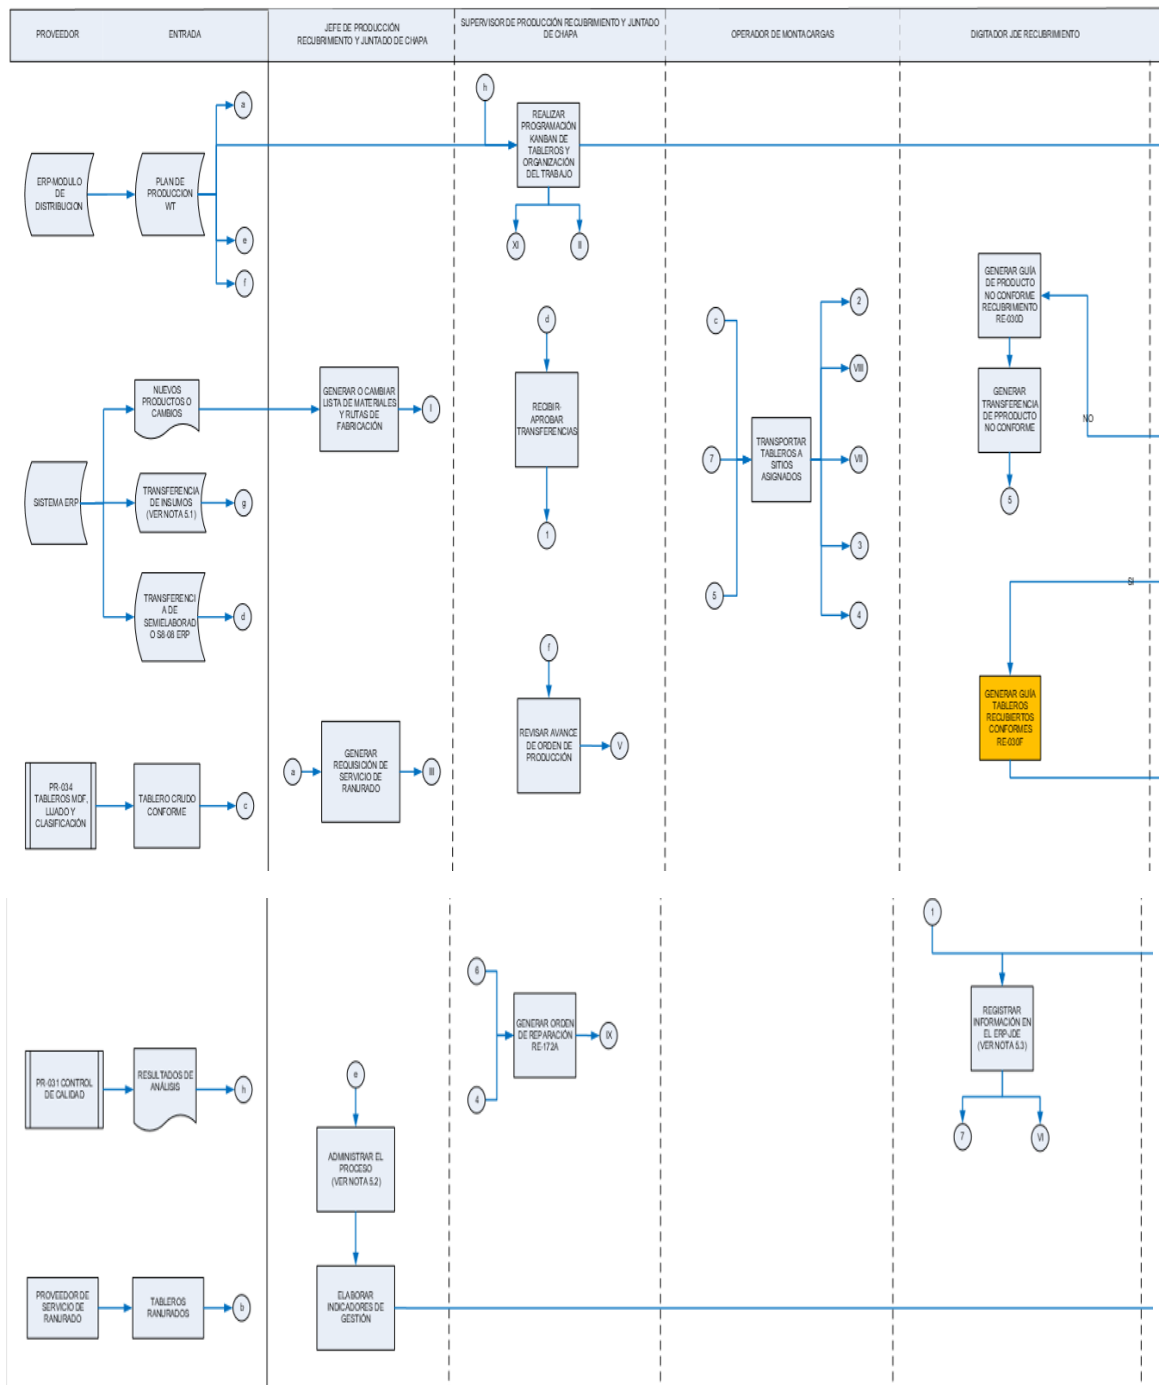 PROVEEDOR
ENTRADA
JEFE DE PRODUCCIÓN
RECUBRIMIENTO Y JUNTADO DE CHAPA
SUPERVISOR DE PRODUCCIÓN RECUBRIMIENTO Y JUNTADO
DE CHAPA
OPERADOR DE MONTACARGAS
DIGITADOR JDE RECUBRIMIENTO
ERP-MODULO
DE
DISTRIBUCIÓN
PLAN DE
PRODUCCION
WT
a
e
f
h
REALIZAR
PROGRAMACIÓN
KANBAN DE
TABLEROS Y
ORGANIZACIÓN
DEL TRABAJO
XI
II
GENERAR GUÍA
DE PRODUCTO
NO CONFORME
RECUBRIMIENTO
RE-030D
GENERAR
TRANSFERENCIA
DE PPRODUCTO
NO CONFORME
5
NO
SISTEMA ERP
NUEVOS
PRODUCTOS O
CAMBIOS
TRANSFERENCIA
DE INSUMOS
(VER NOTA 5.1)
g
TRANSFERENCI
A DE
SEMIELABORAD
O S8-08 ERP
d
GENERAR O CAMBIAR
LISTA DE MATERIALES
Y RUTAS DE
FABRICACIÓN
I
d
RECIBIR-
APROBAR
TRANSFERENCIAS
1
c
7
5
TRANSPORTAR
TABLEROS A
SITIOS
ASIGNADOS
2
VIII
VII
3
4
SI
GENERAR GUÍA
TABLEROS
RECUBIERTOS
CONFORMES
RE-030F
PR-034
TABLEROS MDF,
LIJADO Y
CLASIFICACIÓN
TABLERO CRUDO
CONFORME
c
a
GENERAR
REQUISICIÓN DE
SERVICIO DE
RANURADO
III
f
REVISAR AVANCE
DE ORDEN DE
PRODUCCIÓN
V
PR-031 CONTROL
DE CALIDAD
RESULTADOS DE
ANÁLISIS
h
e
ADMINISTRAR EL
PROCESO
(VER NOTA 5.2)
ELABORAR
INDICADORES DE
GESTIÓN
6
4
GENERAR ORDEN
DE REPARACIÓN
RE-172A
IX
1
REGISTRAR
INFORMACIÓN EN
EL ERP-JDE
(VER NOTA 5.3)
7
VI
PROVEEDOR DE
SERVICIO DE
RANURADO
TABLEROS
RANURADOS
b